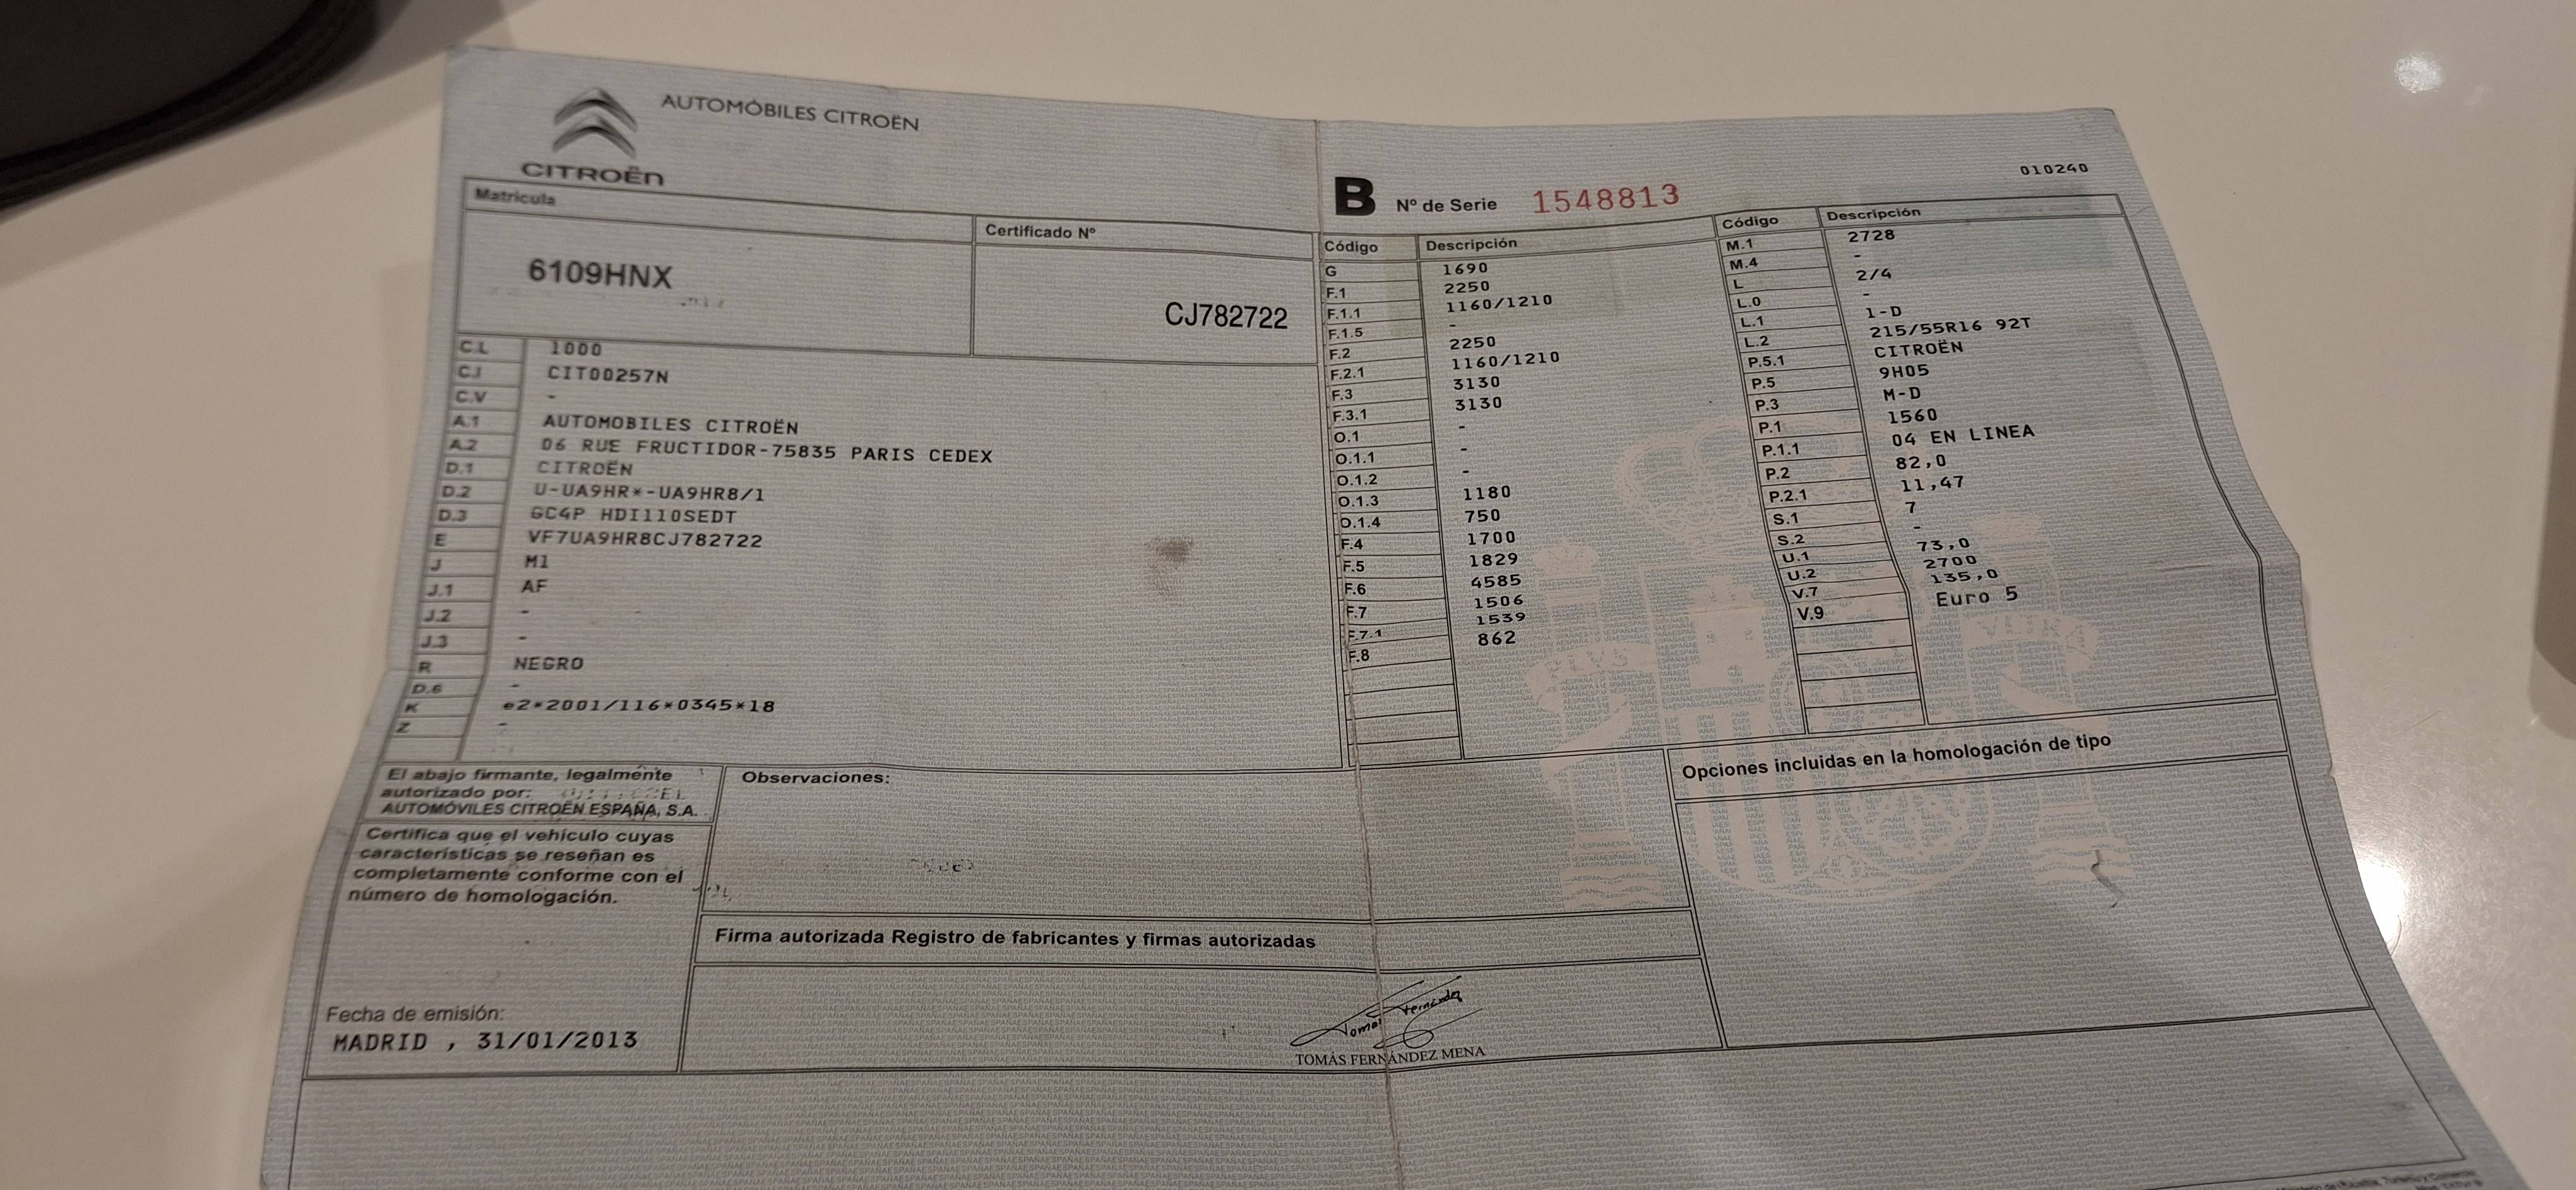 AUTOMÓBILES CITROËN
CITROËN
Matrícula
6109HNX
Certificado Nº
CJ782722
C.L 1000
C.I CIT00257N
C.V -
A.1 AUTOMOBILES CITROËN
A.2 06 RUE FRUCTIDOR-75835 PARIS CEDEX
D.1 CITROËN
D.2 U-UA9HR*-UA9HR8/1
D.3 GC4P HDI110SEDT
E VF7UA9HR8CJ782722
J M1
J.1 AF
J.2 -
J.3 -
R NEGRO
D.6 -
K e2*2001/116*0345*18
Z -
El abajo firmante, legalmente
autorizado por:
AUTOMÓVILES CITROËN ESPAÑA, S.A.
Certifica que el vehículo cuyas
características se reseñan es
completamente conforme con el
número de homologación.
Fecha de emisión:
MADRID , 31/01/2013
Observaciones:
Firma autorizada Registro de fabricantes y firmas autorizadas
Tomás Fernández
TOMÁS FERNÁNDEZ MENA
B Nº de Serie 1548813
010240
Código Descripción
G 1690
F.1 2250
F.1.1 1160/1210
F.1.5 -
F.2 2250
F.2.1 1160/1210
F.3 3130
F.3.1 3130
O.1 -
O.1.1 -
O.1.2 -
O.1.3 1180
O.1.4 750
F.4 1700
F.5 1829
F.6 4585
F.7 1506
F.7.1 1539
F.8 862
Código Descripción
M.1 2728
M.4 -
L 2/4
L.0 -
L.1 1-D
L.2 215/55R16 92T
P.5.1 CITROËN
P.5 9H05
P.3 M-D
P.1 1560
P.1.1 04 EN LINEA
P.2 82,0
P.2.1 11,47
S.1 7
S.2 -
U.1 73,0
U.2 2700
V.7 135,0
V.9 Euro 5
Opciones incluidas en la homologación de tipo